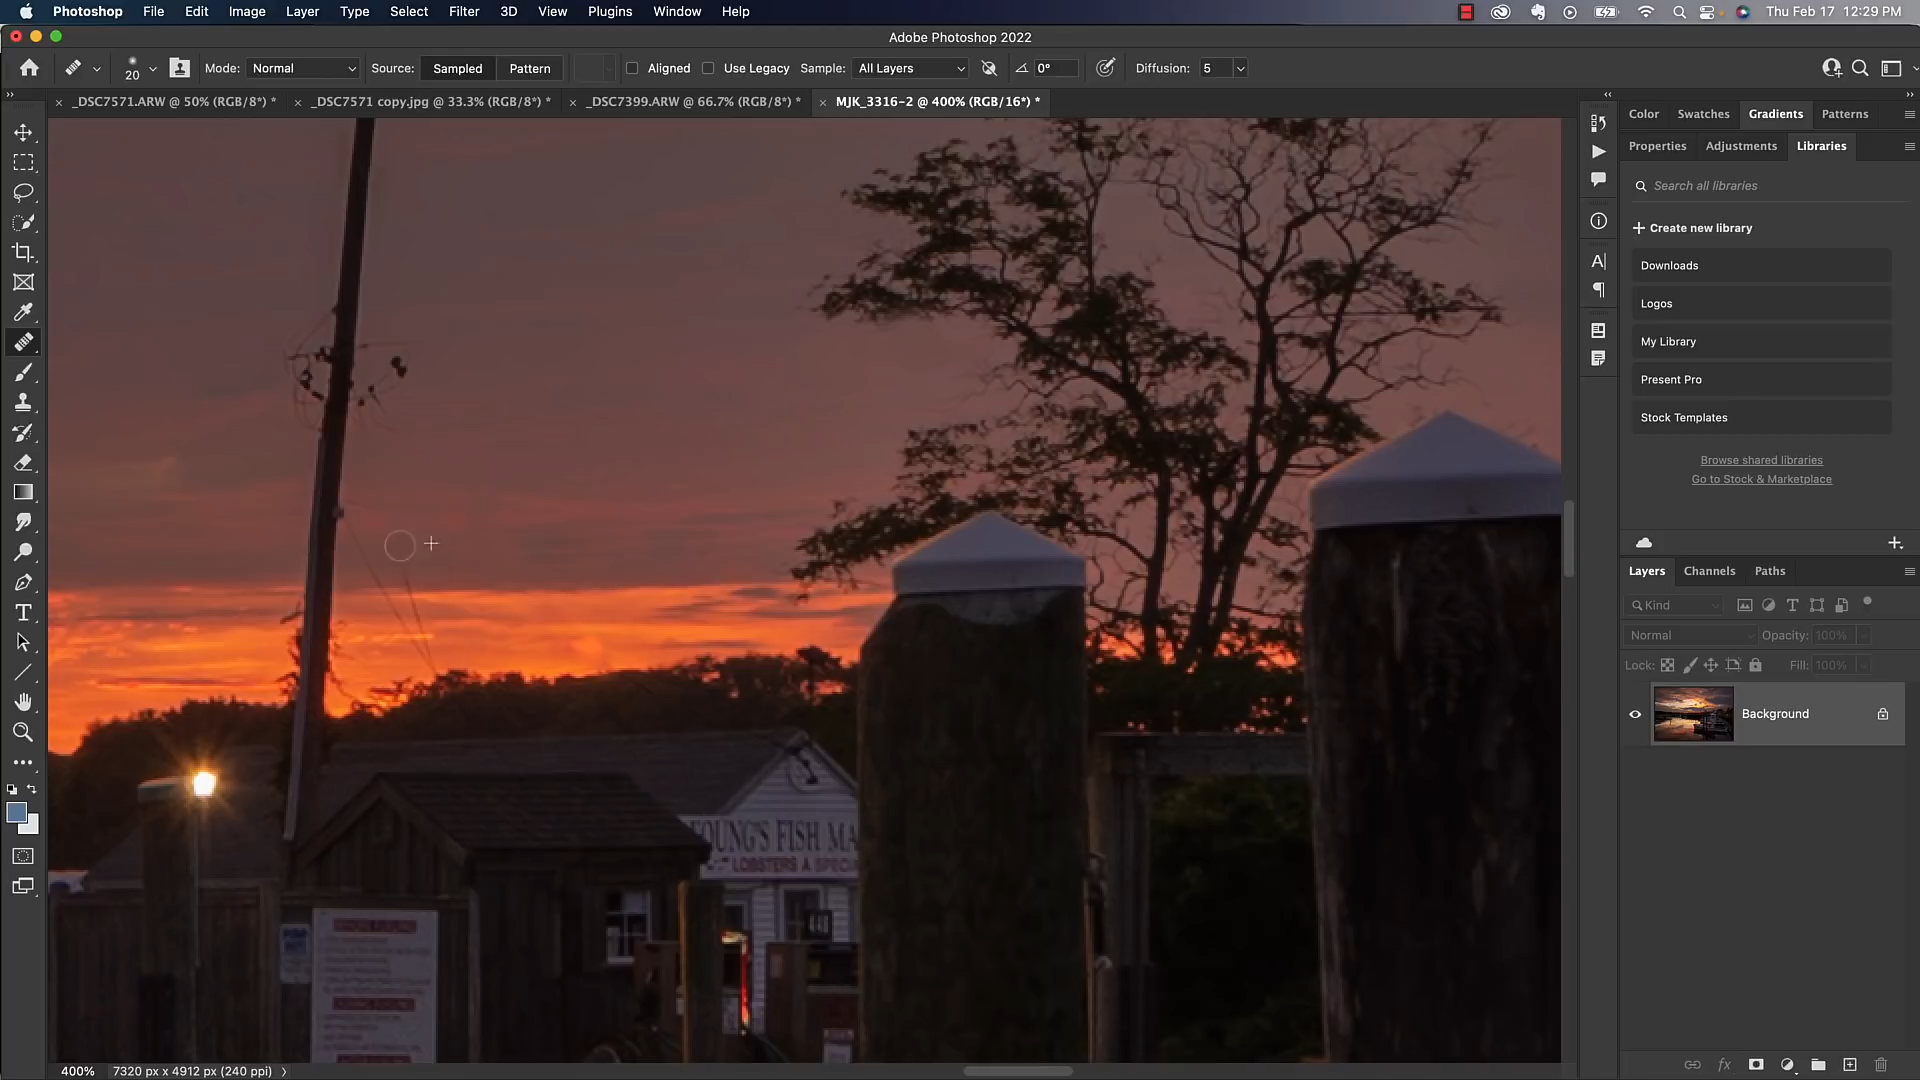 Photoshop File Edit Image Layer Type Select Filter 3D View Plugins Window Help Thu Feb 17 12:29 PM
Adobe Photoshop 2022
20 Mode: Normal Source: Sampled Pattern Aligned Use Legacy Sample: All Layers 0° Diffusion: 5
_DSC7571.ARW @ 50% (RGB/8*) * _DSC7571 copy.jpg @ 33.3% (RGB/8*) * _DSC7399.ARW @ 66.7% (RGB/8*) * MJK_3316-2 @ 400% (RGB/16*) *
Color Swatches Gradients Patterns
Properties Adjustments Libraries
Search all libraries
Create new library
Downloads
Logos
My Library
Present Pro
Stock Templates
Browse shared libraries
Go to Stock & Marketplace
Layers Channels Paths
Kind
Normal Opacity: 100%
Lock: Fill: 100%
Background
YOUNG'S FISH MA
LOBSTERS A SPECI
400% 7320 px x 4912 px (240 ppi)